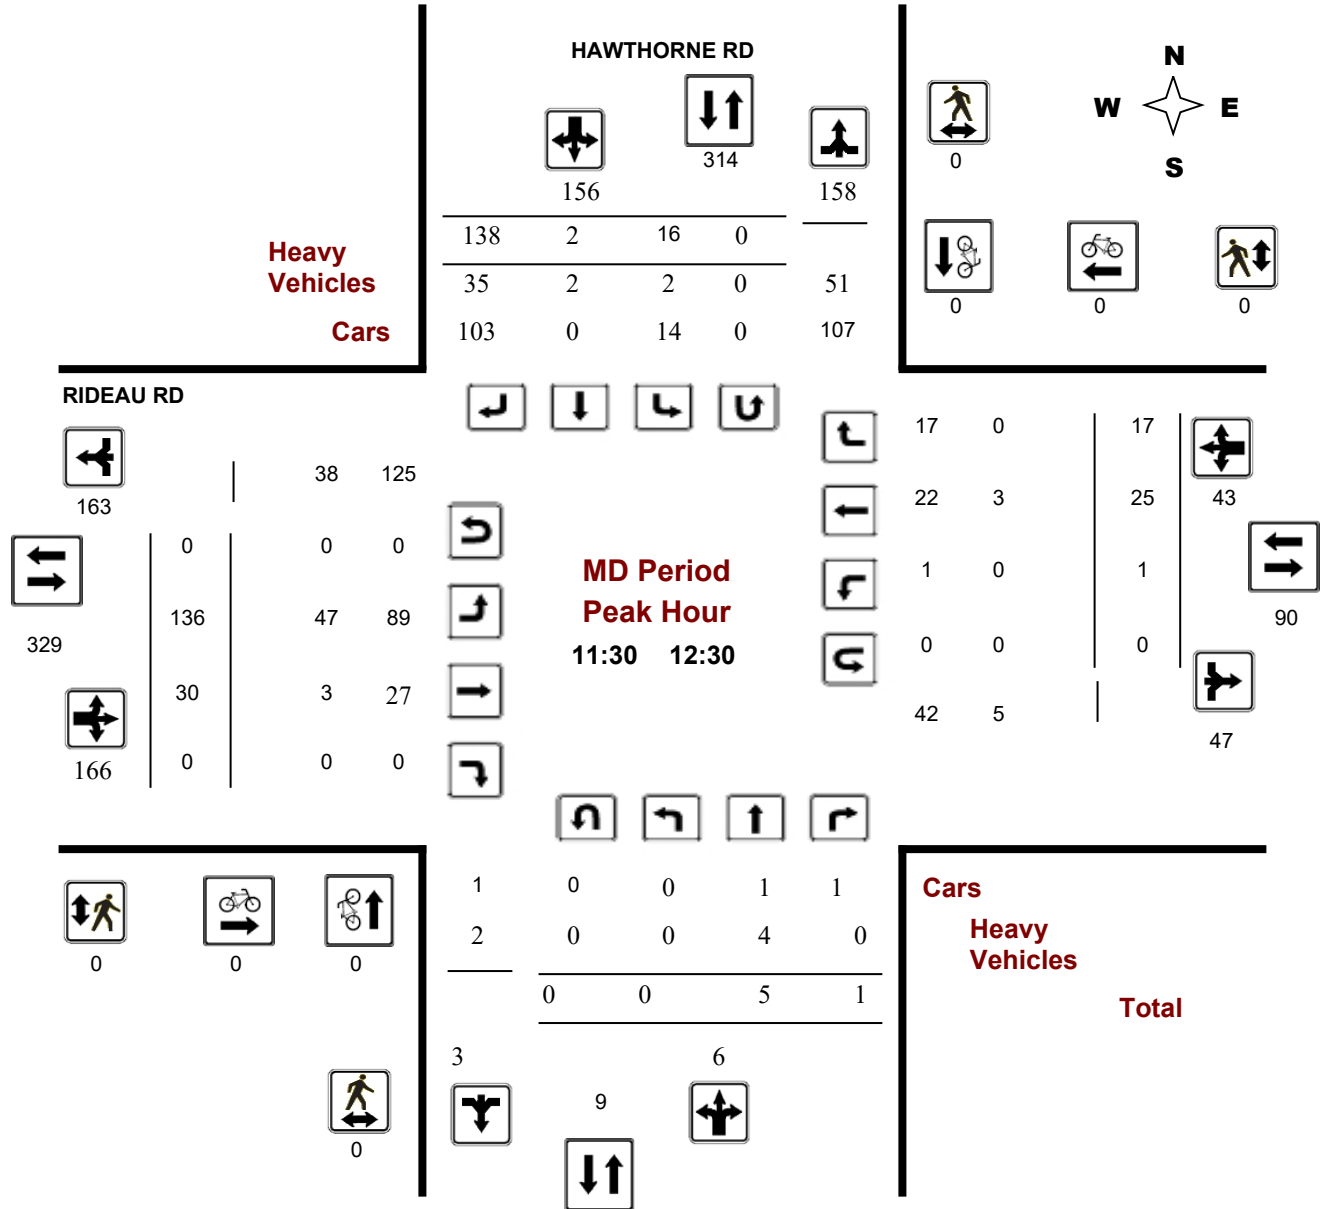 HAWTHORNE RD
N
W E
S
314
0
156 158
138 2 16 0
Heavy
Vehicles
35 2 2 0 51
0 0 0
Cars
103 0 14 0 107
RIDEAU RD
17 0 17
38 125
163
22 3 25 43
0 0 0
MD Period
1 0 1
136 47 89
Peak Hour
90
329
11:30 12:30
0 0 0
30 3 27
42 5
47
166 0 0 0
1 0 0 1 1
Cars
2 0 0 4 0
Heavy
Vehicles
0 0 0
0 0 5 1
Total
3 6
9
0